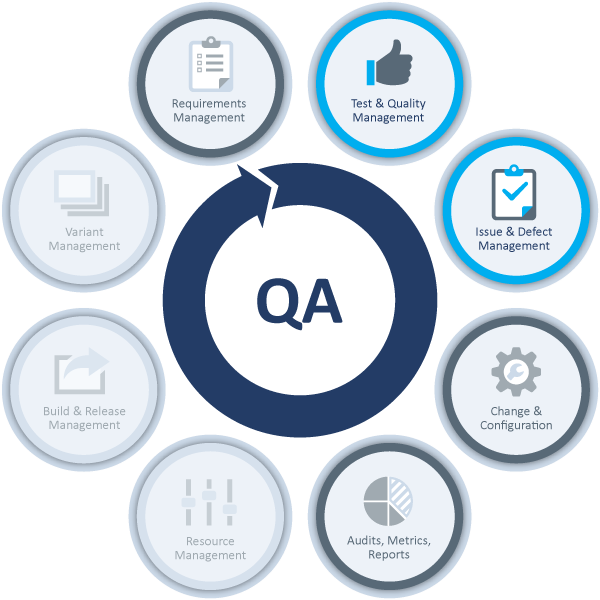 Requirements
Management
Test & Quality
Management
Variant
Management
Issue & Defect
Management
QA
Build & Release
Management
Change &
Configuration
Resource
Management
Audits, Metrics,
Reports